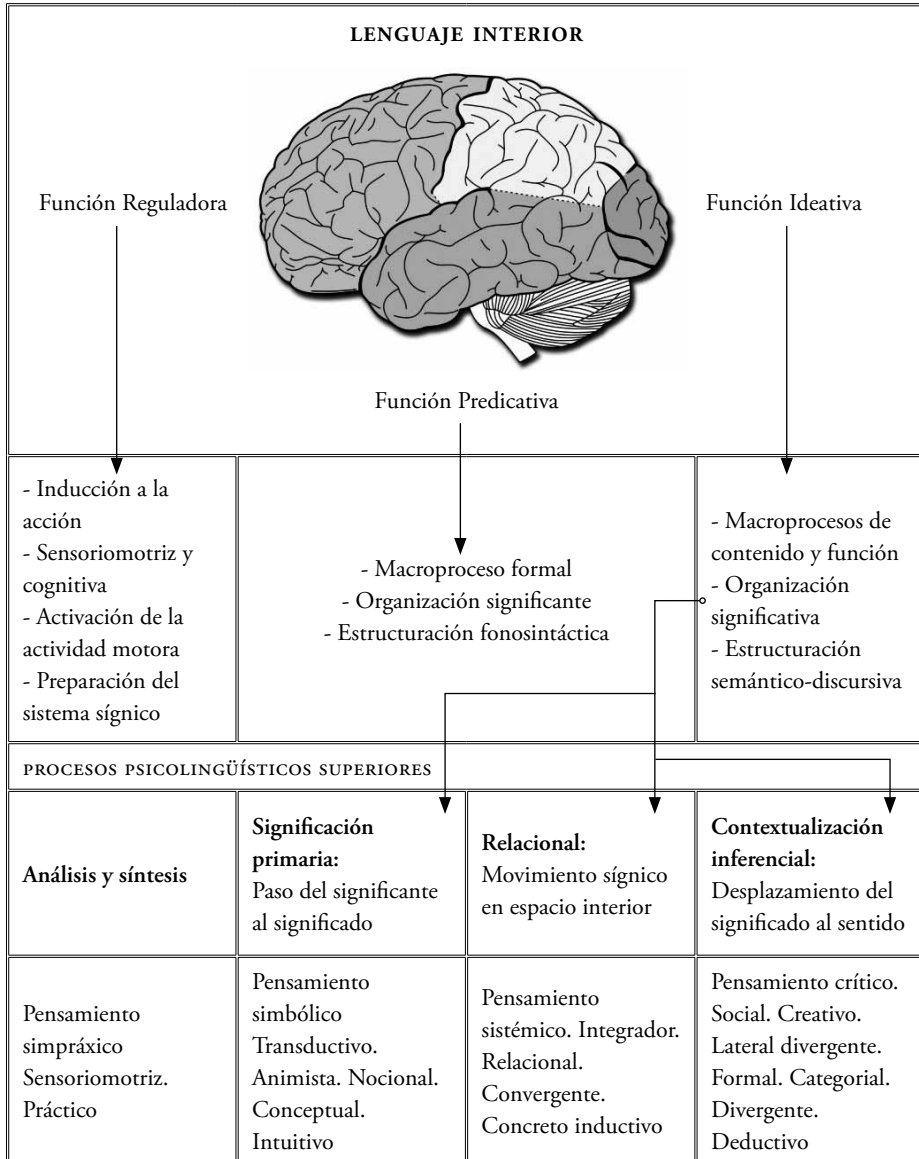 LENGUAJE INTERIOR
Función Reguladora
Función Ideativa
Función Predicativa
- Inducción a la
acción
- Sensoriomotriz y
cognitiva
- Activación de la
actividad motora
- Preparación del
sistema sígnico
- Macroproceso formal
- Organización significante
- Estructuración fonosintáctica
- Macroprocesos de
contenido y función
- Organización
significativa
- Estructuración
semántico-discursiva
PROCESOS PSICOLINGÜÍSTICOS SUPERIORES
Análisis y síntesis
Significación
primaria:
Paso del significante
al significado
Relacional:
Movimiento sígnico
en espacio interior
Contextualización
inferencial:
Desplazamiento del
significado al sentido
Pensamiento
simpráxico
Sensoriomotriz.
Práctico
Pensamiento
simbólico
Transductivo.
Animista. Nocional.
Conceptual.
Intuitivo
Pensamiento
sistémico. Integrador.
Relacional.
Convergente.
Concreto inductivo
Pensamiento crítico.
Social. Creativo.
Lateral divergente.
Formal. Categorial.
Divergente.
Deductivo